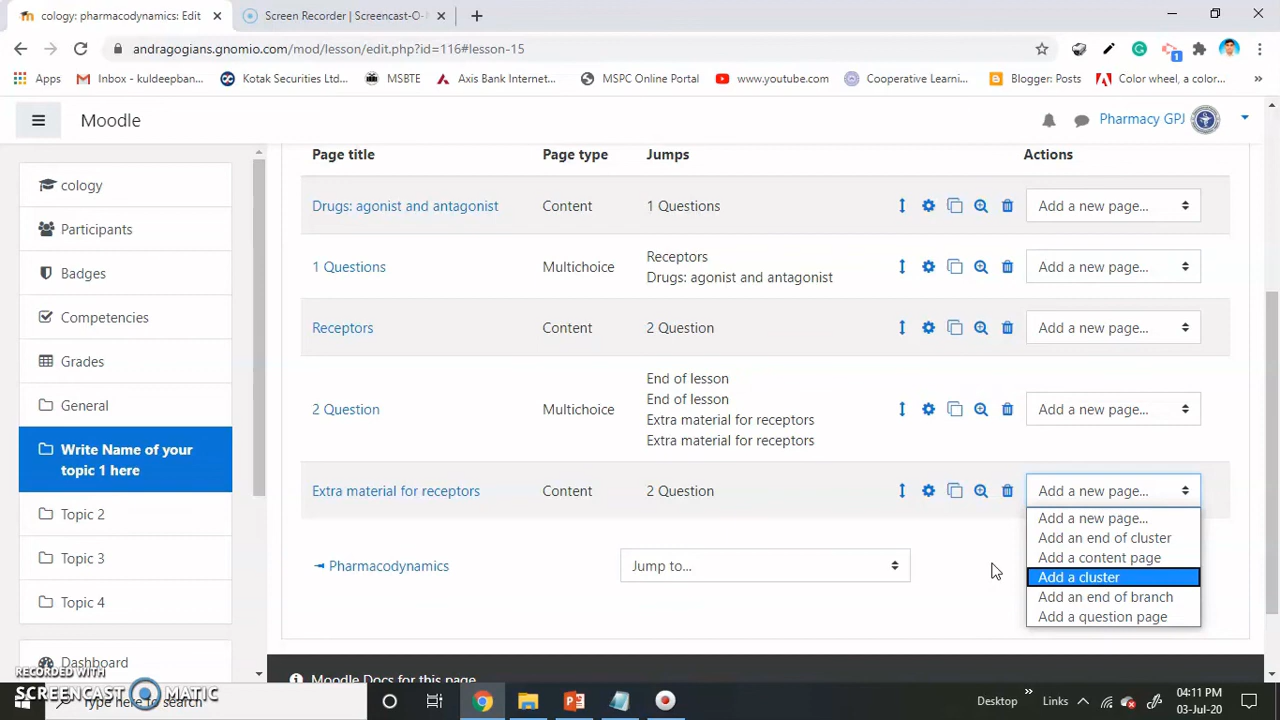 cology: pharmacodynamics: Edit
Screen Recorder | Screencast-O-
andragogians.gnomio.com/mod/lesson/edit.php?id=116#lesson-15
1
Apps
Inbox - kuldeepban...
Kotak Securities Ltd...
MSBTE
Axis Bank Internet...
MSPC Online Portal
www.youtube.com
Cooperative Learni...
Blogger: Posts
Color wheel, a color...
»
Moodle
Pharmacy GPJ
cology
Participants
Badges
Competencies
Grades
General
Write Name of your
topic 1 here
Topic 2
Topic 3
Topic 4
Dashboard
Page title Page type Jumps Actions
Drugs: agonist and antagonist Content 1 Questions Add a new page...
1 Questions Multichoice Receptors Add a new page...
Drugs: agonist and antagonist
Receptors Content 2 Question Add a new page...
2 Question Multichoice End of lesson Add a new page...
End of lesson
Extra material for receptors
Extra material for receptors
Extra material for receptors Content 2 Question Add a new page...
Add a new page...
Add an end of cluster
Add a content page
Add a cluster
Add an end of branch
Add a question page
◄ Pharmacodynamics
Jump to...
Moodle Docs for this page
RECORDED WITH
SCREENCAST MATIC
Type here to search
Desktop
»
Links
04:11 PM
03-Jul-20